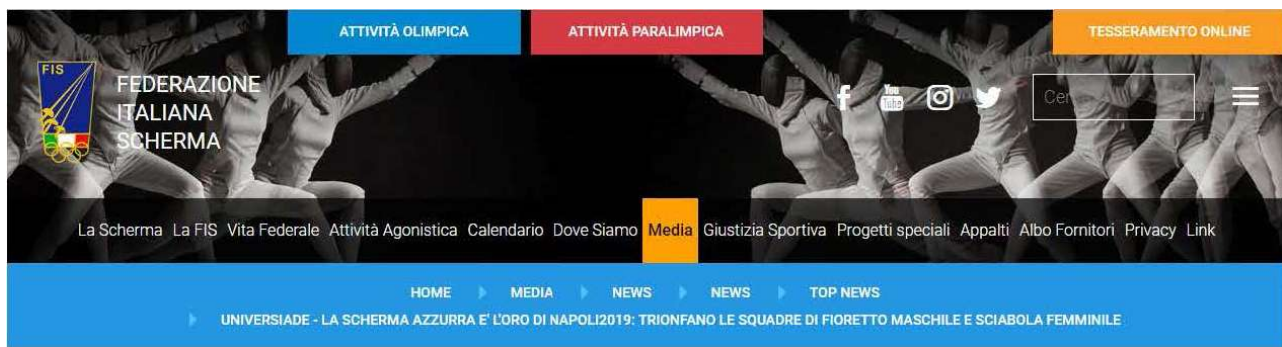 ATTIVITÀ OLIMPICA
ATTIVITÀ PARALIMPICA
TESSERAMENTO ONLINE
FIS
FEDERAZIONE
ITALIANA
SCHERMA
f
You
Tube
La Scherma La FIS Vita Federale Attività Agonistica Calendario Dove Siamo Media Giustizia Sportiva Progetti speciali Appalti Albo Fornitori Privacy Link
HOME MEDIA NEWS NEWS TOP NEWS
UNIVERSIADE - LA SCHERMA AZZURRA E' L'ORO DI NAPOLI2019: TRIONFANO LE SQUADRE DI FIORETTO MASCHILE E SCIABOLA FEMMINILE